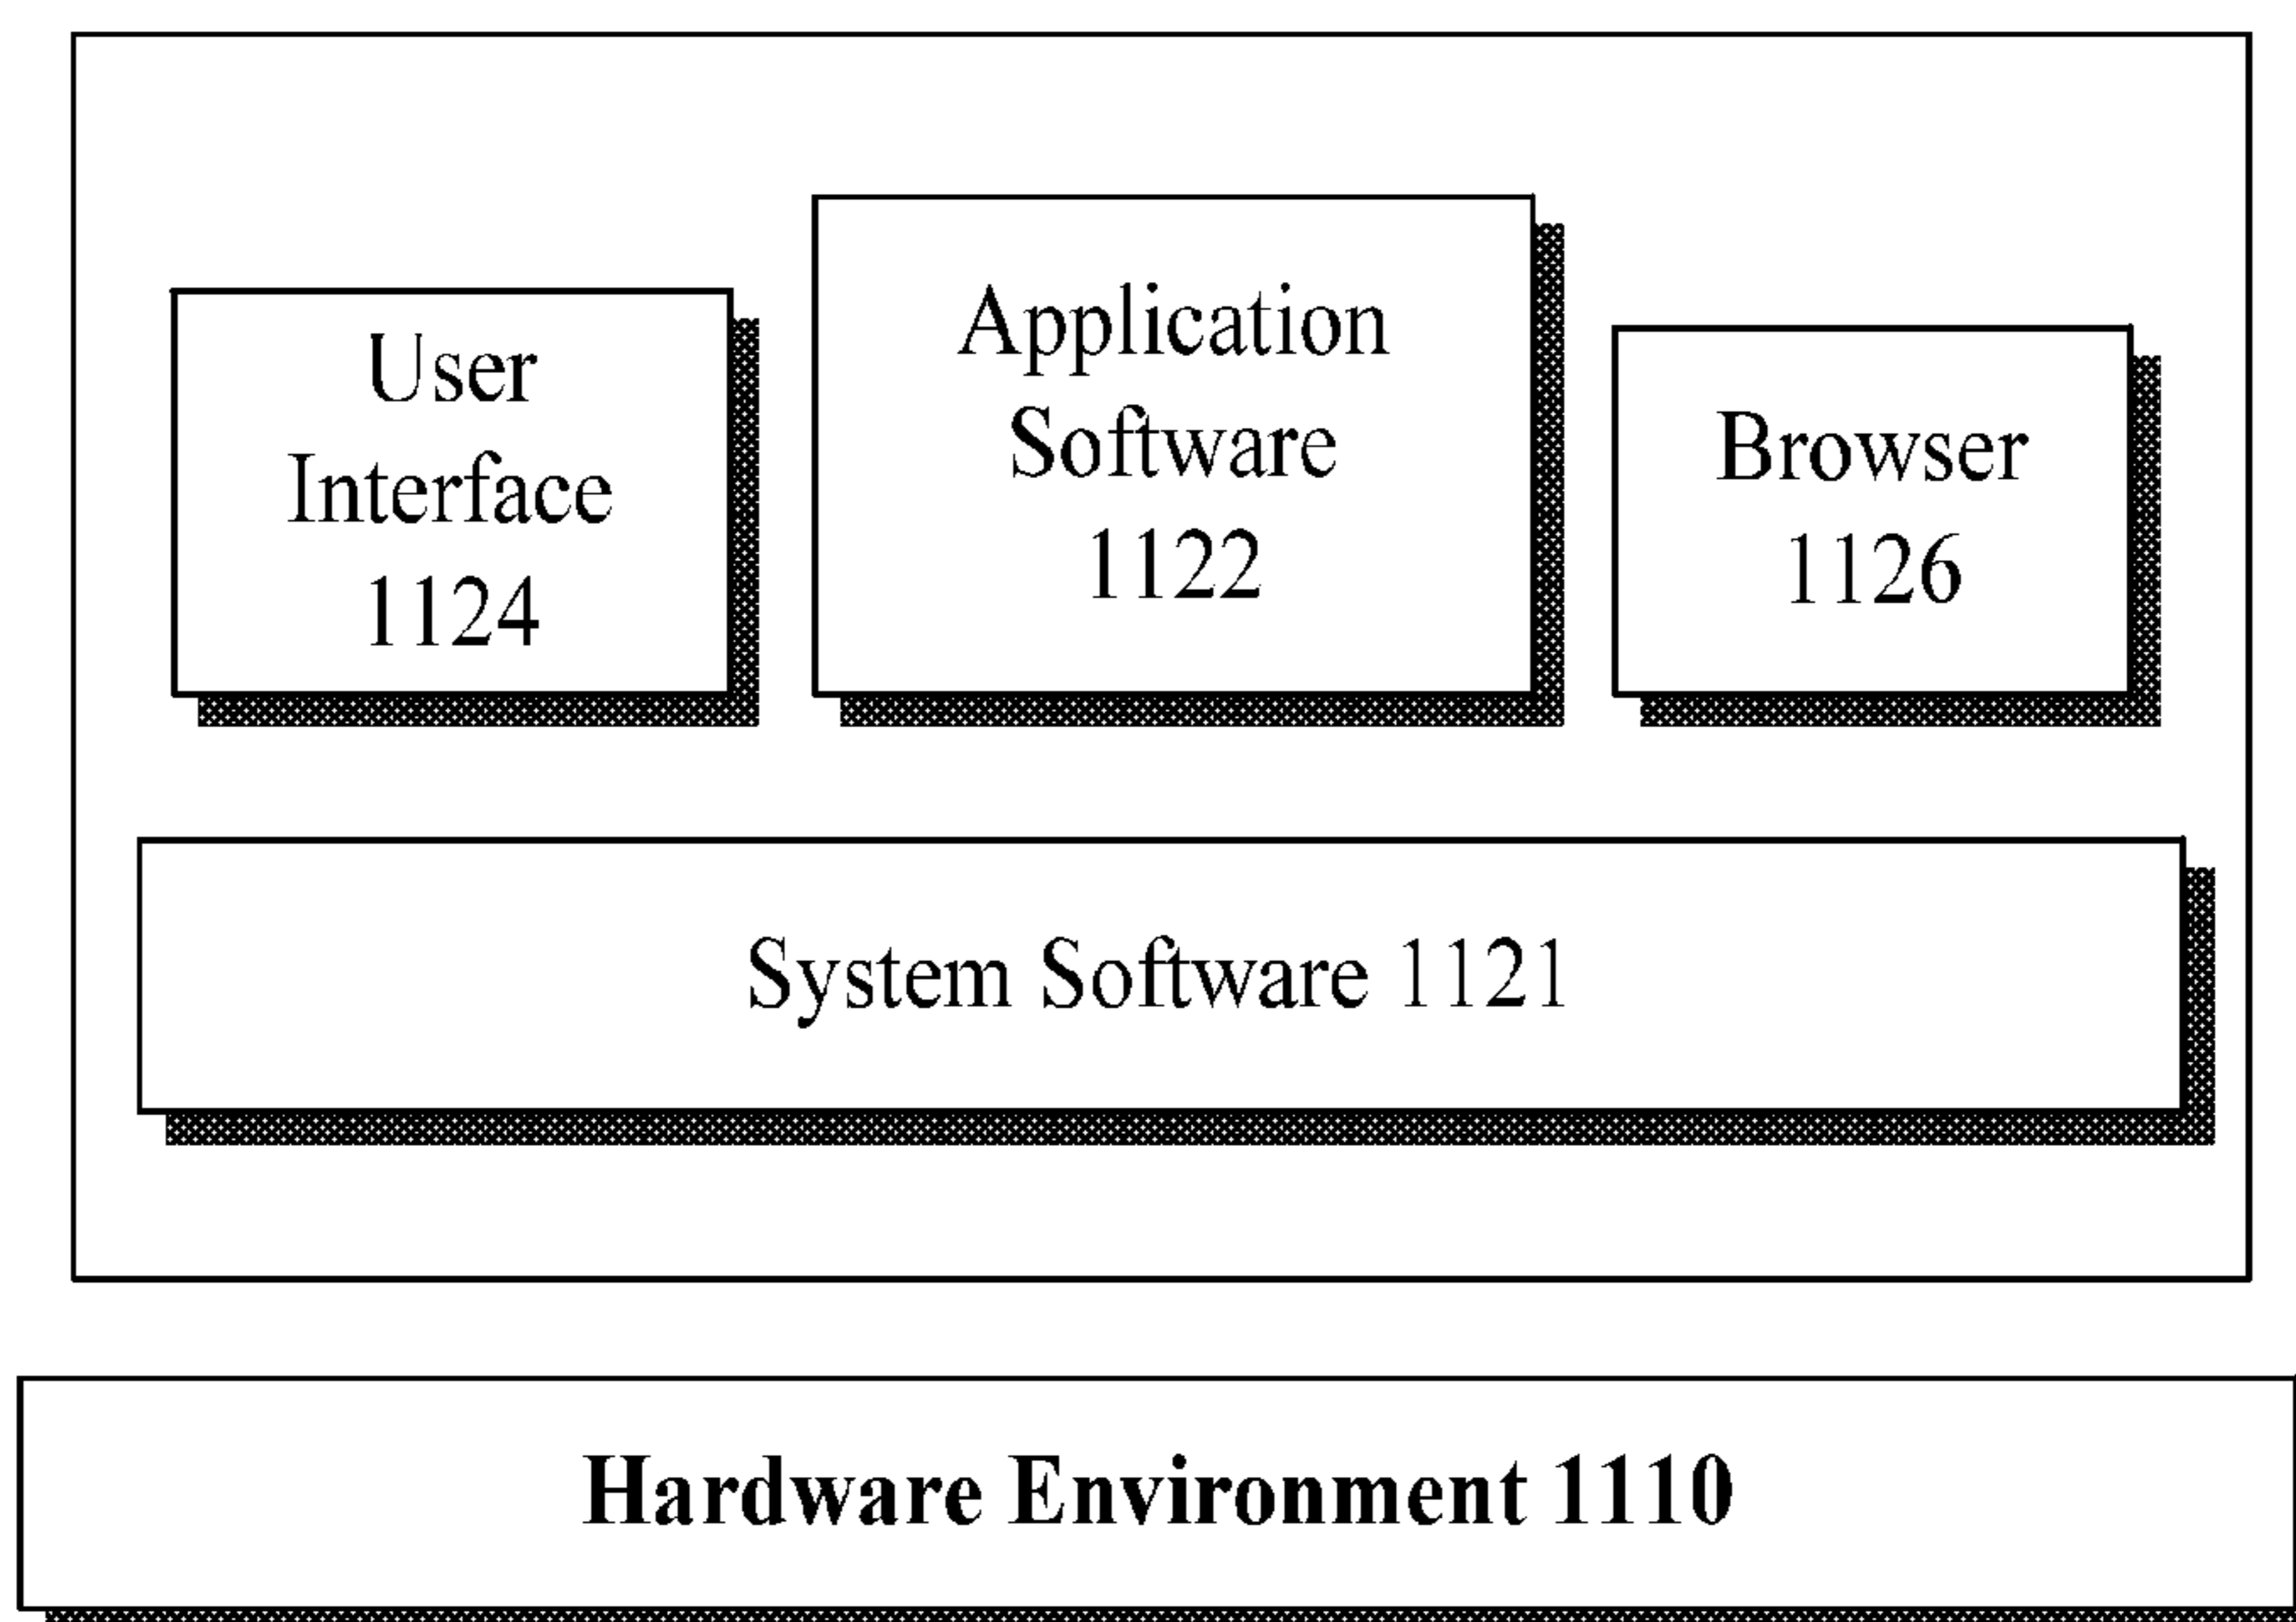 User
Interface
1124
Application
Software
1122
Browser
1126
System Software 1121
Hardware Environment 1110